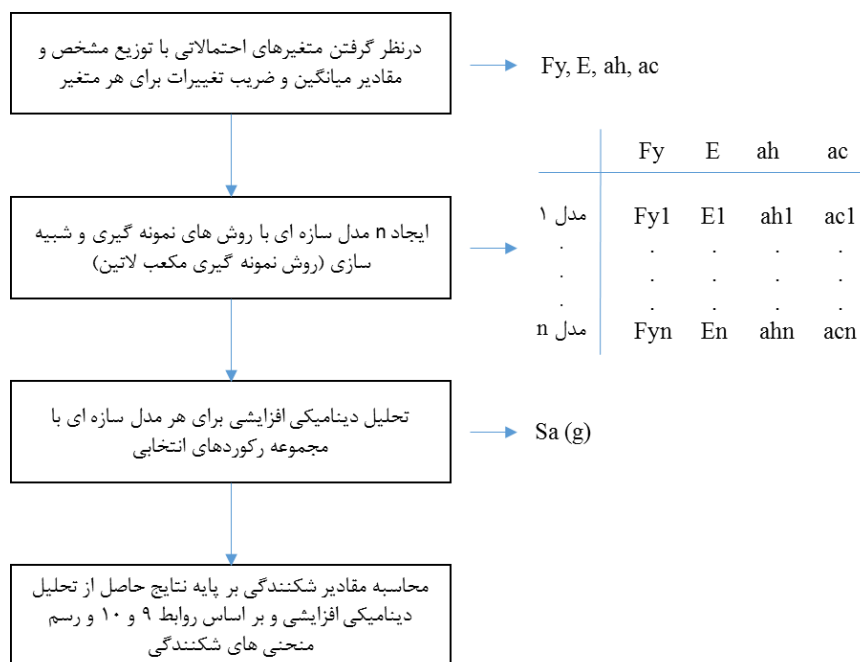 درنظر گرفتن متغیرهای احتمالاتی با توزیع مشخص و
مقادیر میانگین و ضریب تغییرات برای هر متغیر
Fy, E, ah, ac
Fy E ah ac
ایجاد n مدل سازه ای با روش های نمونه گیری و شبیه
سازی (روش نمونه گیری مکعب لاتین)
مدل ۱ Fy1 E1 ah1 ac1
. . . . .
. . . . .
. . . . .
مدل n Fyn En ahn acn
تحلیل دینامیکی افزایشی برای هر مدل سازه ای با
مجموعه رکوردهای انتخابی
Sa (g)
محاسبه مقادیر شکنندگی بر پایه نتایج حاصل از تحلیل
دینامیکی افزایشی و بر اساس روابط ۹ و ۱۰ و رسم
منحنی های شکنندگی